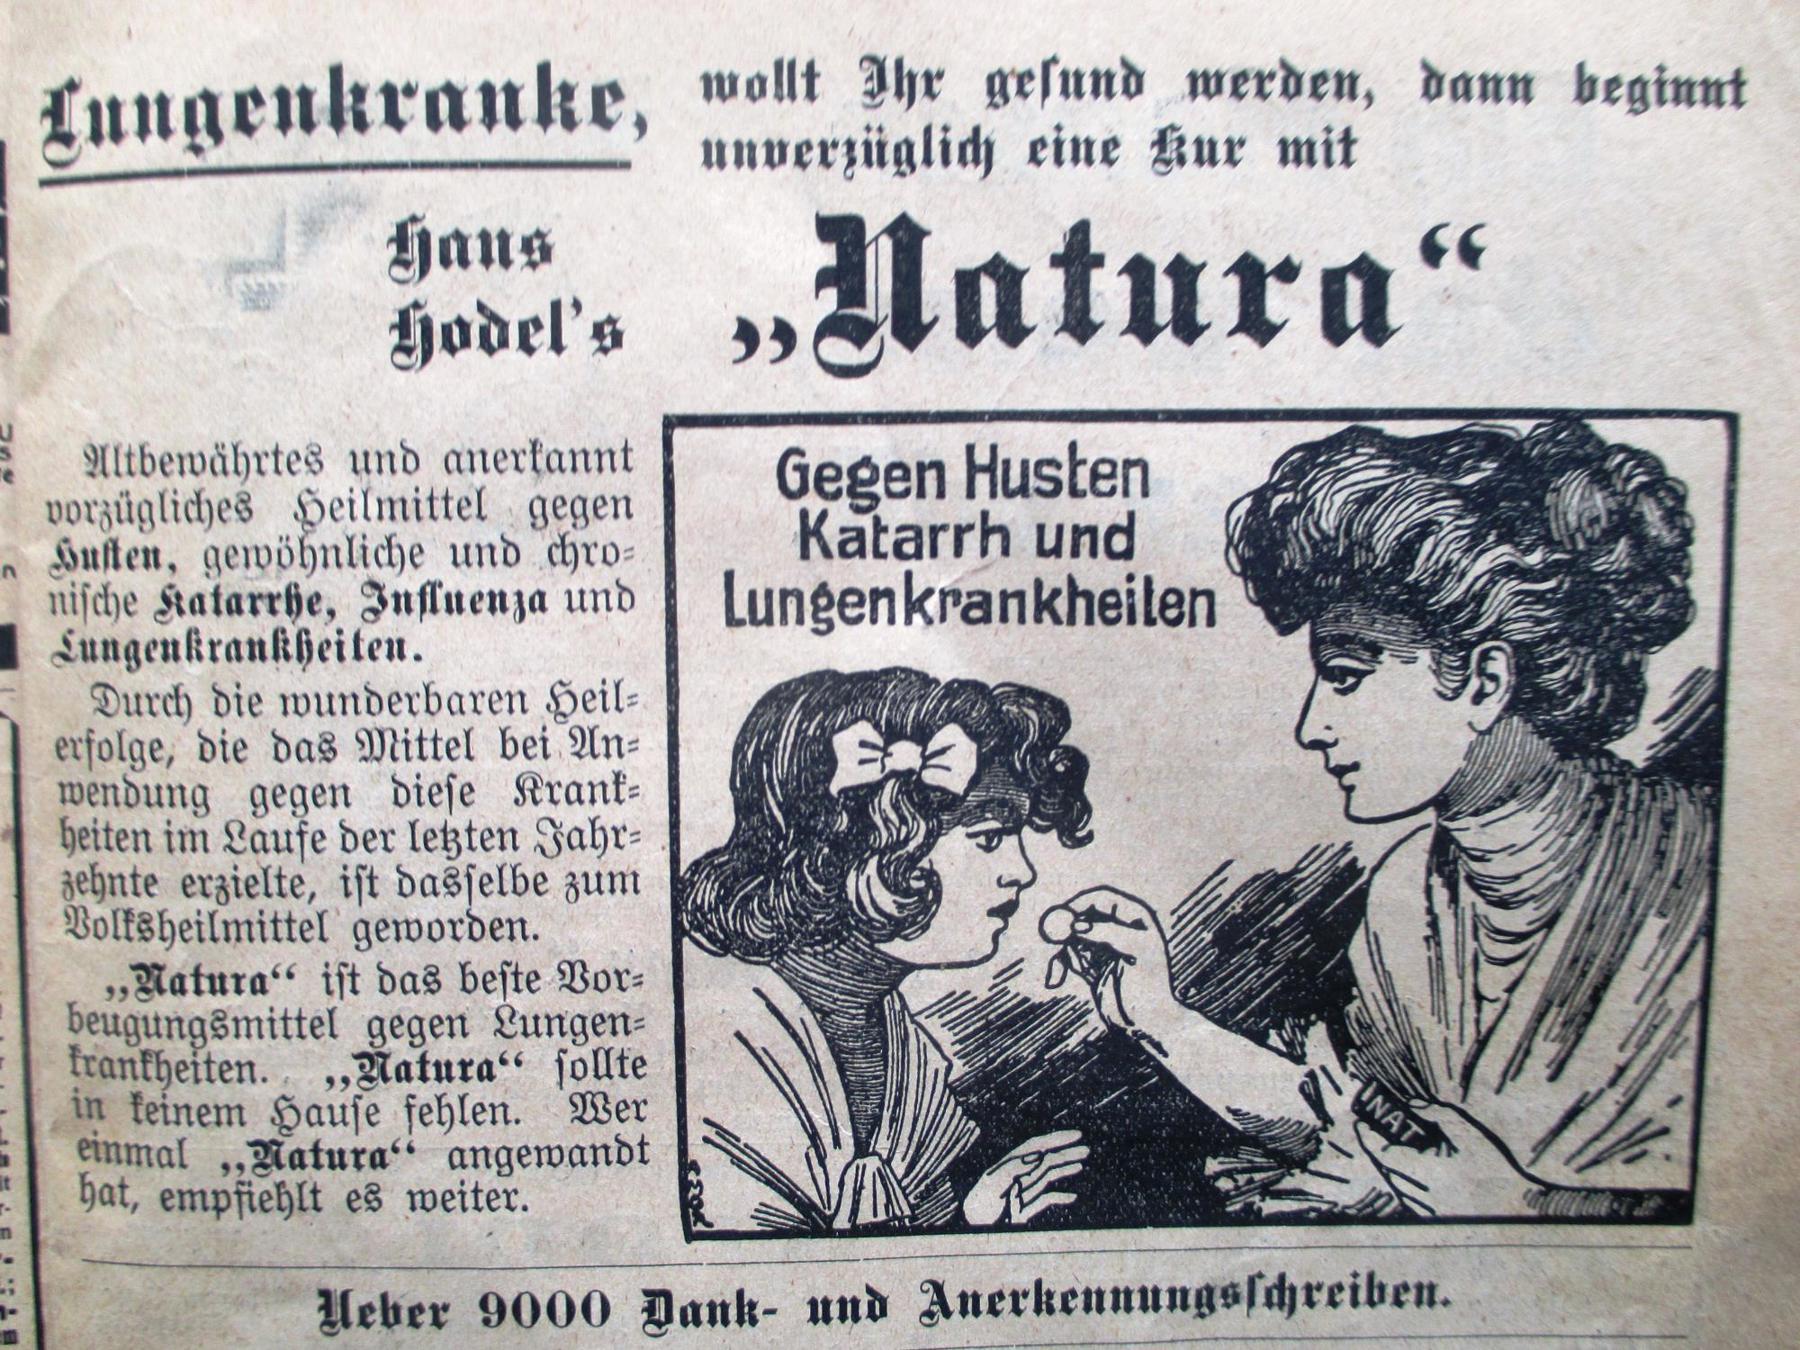 Lungenkranke,
wollt Ihr gesund werden, dann beginnt
unverzüglich eine Kur mit
Hans
Hodel's
„Natura“
Altbewährtes und anerkannt
vorzügliches Heilmittel gegen
Husten, gewöhnliche und chro-
nische Katarrhe, Influenza und
Lungenkrankheiten.
Durch die wunderbaren Heil-
erfolge, die das Mittel bei An-
wendung gegen diese Krank-
heiten im Laufe der letzten Jahr-
zehnte erzielte, ist dasselbe zum
Volksheilmittel geworden.
„Natura“ ist das beste Vor-
beugungsmittel gegen Lungen-
krankheiten. „Natura“ sollte
in keinem Hause fehlen. Wer
einmal „Natura“ angewandt
hat, empfiehlt es weiter.
Gegen Husten
Katarrh und
Lungenkrankheiten
NAT
Ueber 9000 Dank- und Anerkennungsschreiben.